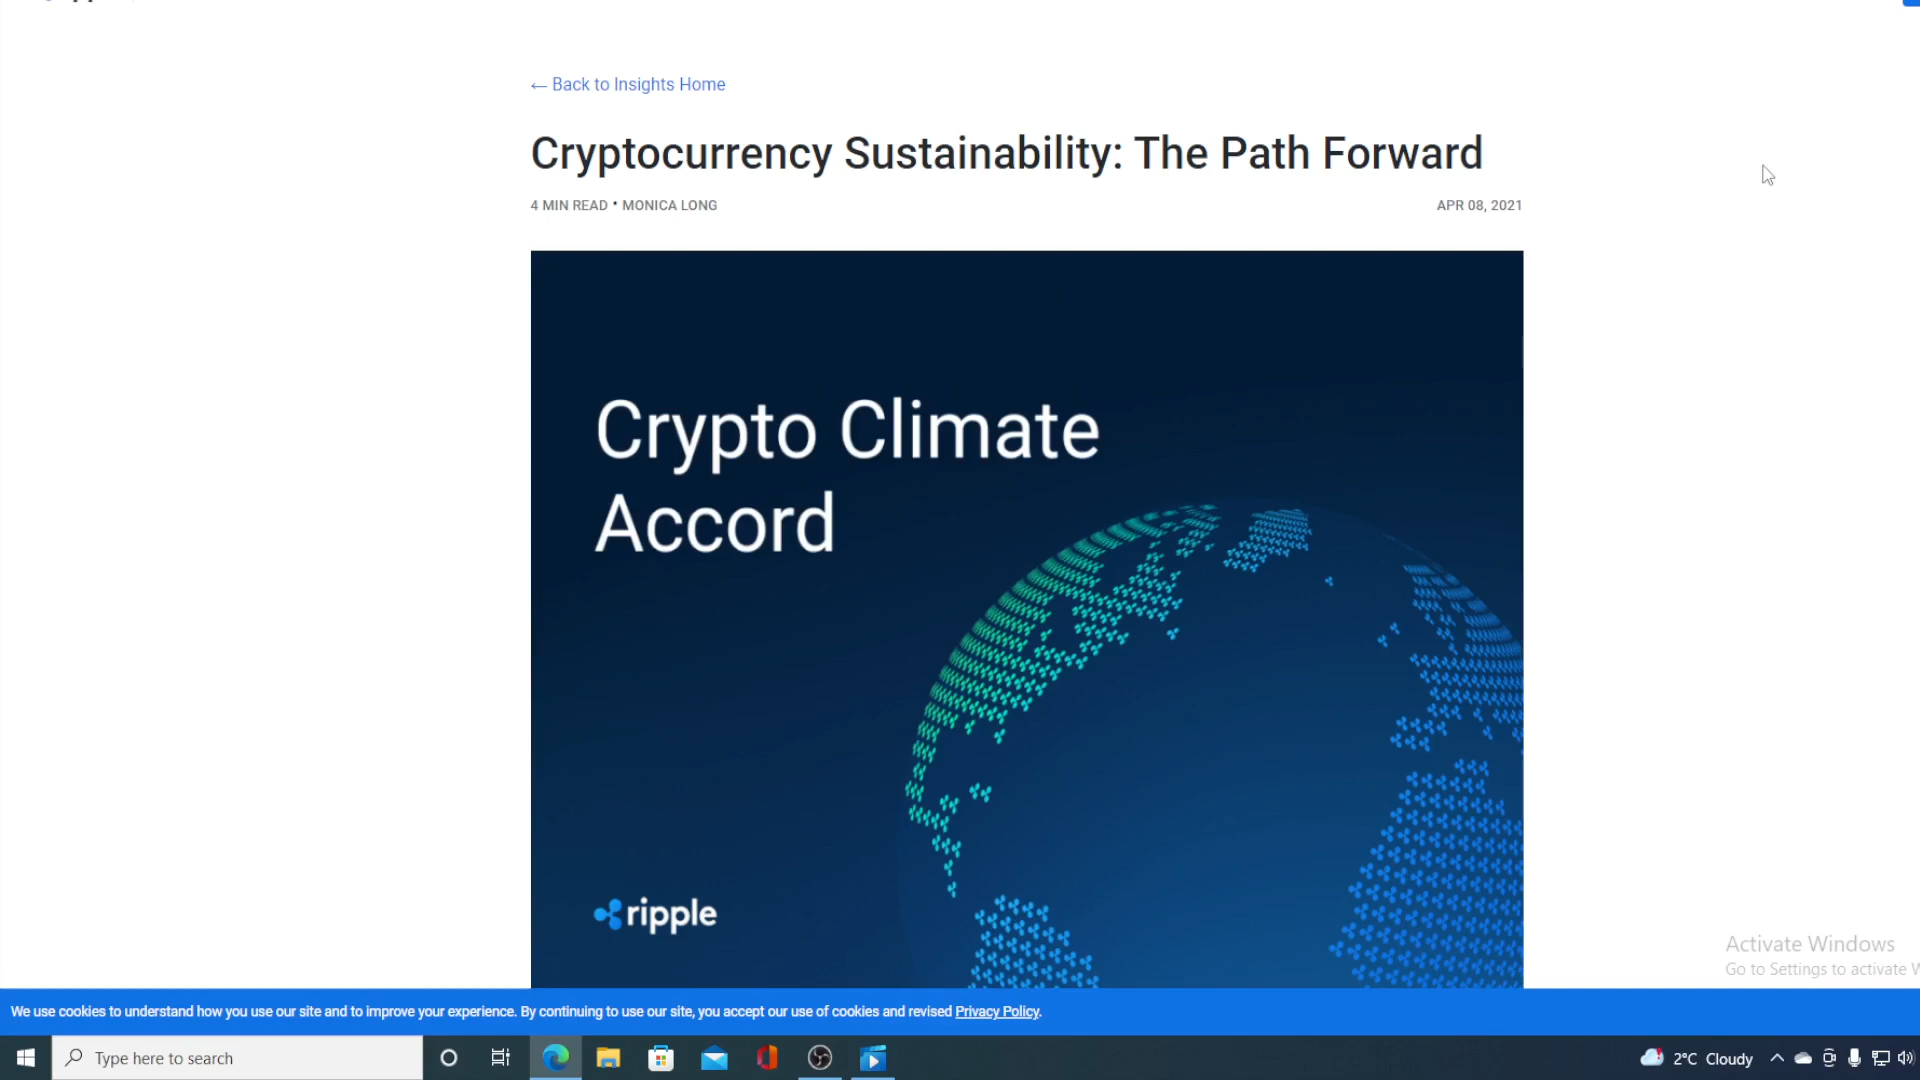 ← Back to Insights Home
Cryptocurrency Sustainability: The Path Forward
4 MIN READ • MONICA LONG
APR 08, 2021
Crypto Climate
Accord
ripple
Activate Windows
Go to Settings to activate W
We use cookies to understand how you use our site and to improve your experience. By continuing to use our site, you accept our use of cookies and revised Privacy Policy.
Type here to search
2°C Cloudy